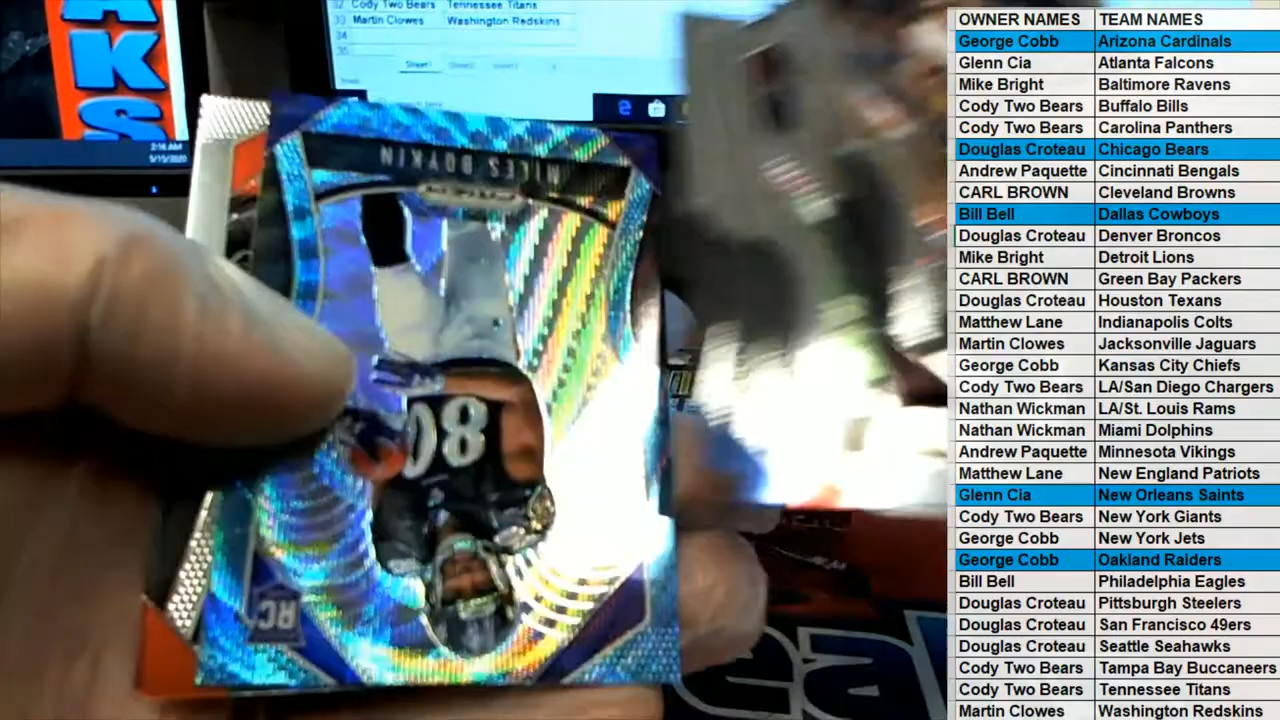 32 Cody Two Bears Tennessee Titans
33 Martin Clowes Washington Redskins
34
35
Sheet1
AKS
2:16 AM
5/15/2020
MILES BOYKIN
80
RC
OWNER NAMES TEAM NAMES
George Cobb Arizona Cardinals
Glenn Cia Atlanta Falcons
Mike Bright Baltimore Ravens
Cody Two Bears Buffalo Bills
Cody Two Bears Carolina Panthers
Douglas Croteau Chicago Bears
Andrew Paquette Cincinnati Bengals
CARL BROWN Cleveland Browns
Bill Bell Dallas Cowboys
Douglas Croteau Denver Broncos
Mike Bright Detroit Lions
CARL BROWN Green Bay Packers
Douglas Croteau Houston Texans
Matthew Lane Indianapolis Colts
Martin Clowes Jacksonville Jaguars
George Cobb Kansas City Chiefs
Cody Two Bears LA/San Diego Chargers
Nathan Wickman LA/St. Louis Rams
Nathan Wickman Miami Dolphins
Andrew Paquette Minnesota Vikings
Matthew Lane New England Patriots
Glenn Cia New Orleans Saints
Cody Two Bears New York Giants
George Cobb New York Jets
George Cobb Oakland Raiders
Bill Bell Philadelphia Eagles
Douglas Croteau Pittsburgh Steelers
Douglas Croteau San Francisco 49ers
Douglas Croteau Seattle Seahawks
Cody Two Bears Tampa Bay Buccaneers
Cody Two Bears Tennessee Titans
Martin Clowes Washington Redskins